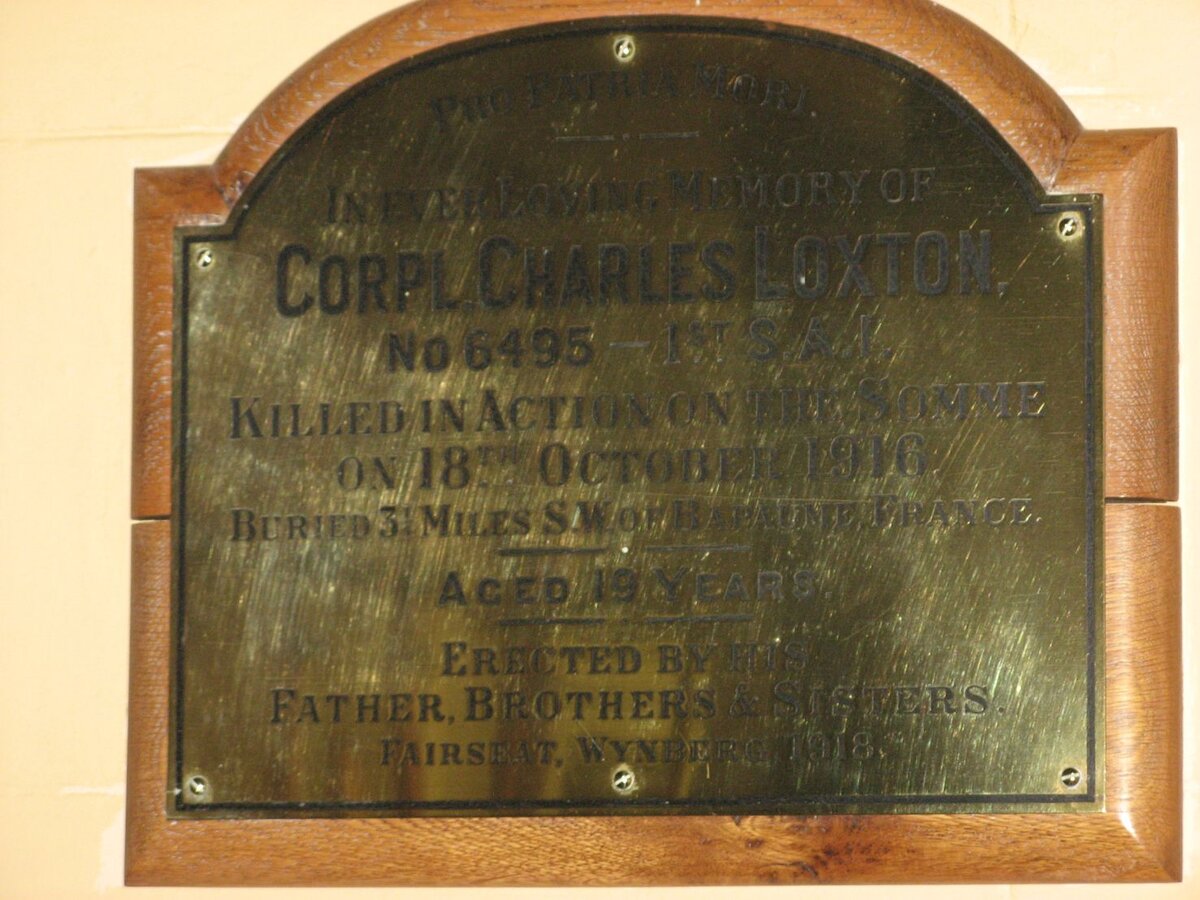 PRO PATRIA MORI.
IN EVER LOVING MEMORY OF
CORPL. CHARLES LOXTON.
NO 6495 — 1ST S.A.I.
KILLED IN ACTION ON THE SOMME
ON 18TH OCTOBER 1916.
BURIED MILES S.W. OF BAPAUME, FRANCE.
AGED 19 YEARS.
ERECTED BY HIS
FATHER, BROTHERS & SISTERS.
FAIRSEAT, WYNBERG, 1918.